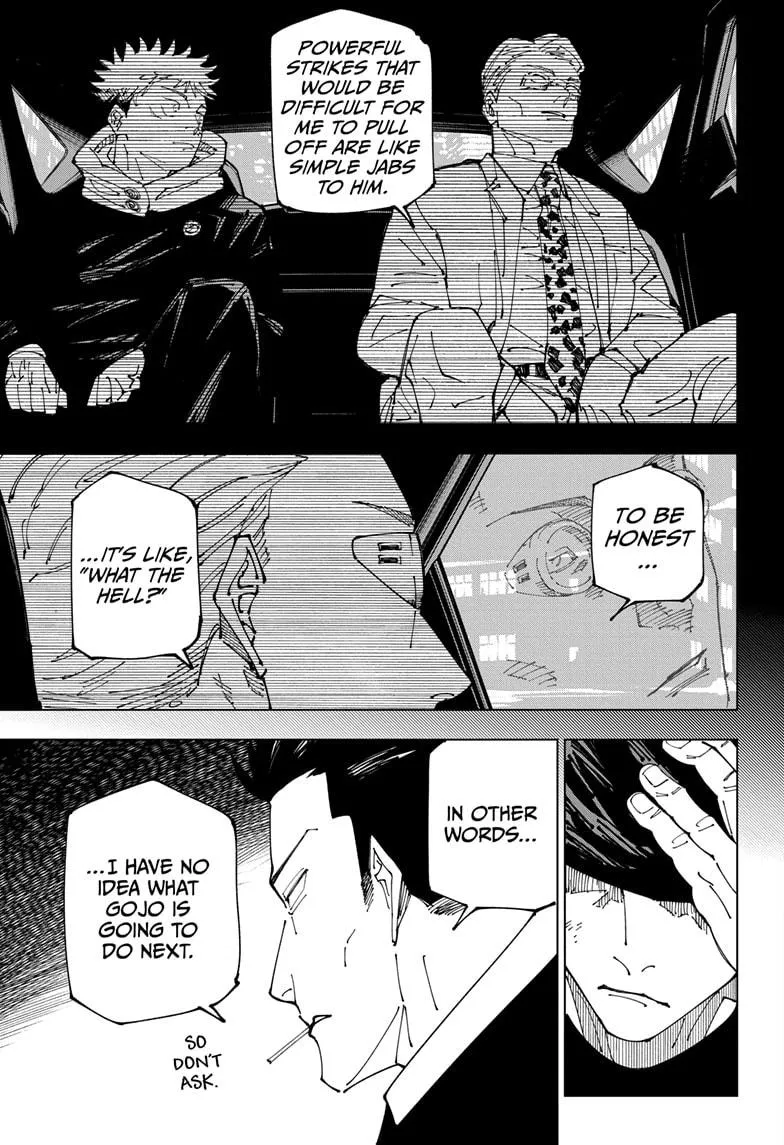 POWERFUL
STRIKES THAT
WOULD BE
DIFFICULT FOR
ME TO PULL
OFF ARE LIKE
SIMPLE JABS
TO HIM.
TO BE
HONEST
...
...IT'S LIKE,
"WHAT THE
HELL?"
IN OTHER
WORDS...
...I HAVE NO
IDEA WHAT
GOJO IS
GOING TO
DO NEXT.
SO
DON'T
ASK.